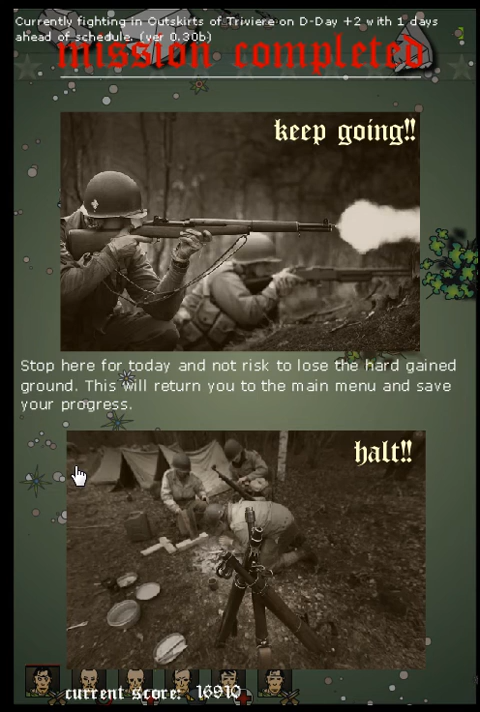 Currently fighting in Outskirts of Triviere on D-Day +2 with 1 days
ahead of schedule. (ver 0.30b)
mission completed
keep going!!
Stop here for today and not risk to lose the hard gained
ground. This will return you to the main menu and save
your progress.
halt!!
current score: 16910